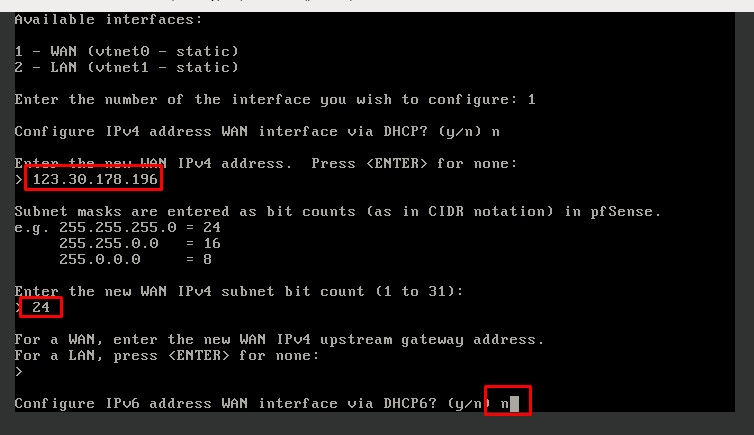 Available interfaces:
1 - WAN (vtnet0 - static)
2 - LAN (vtnet1 - static)
Enter the number of the interface you wish to configure: 1
Configure IPv4 address WAN interface via DHCP? (y/n) n
Enter the new WAN IPv4 address.  Press <ENTER> for none:
> 123.30.178.196
Subnet masks are entered as bit counts (as in CIDR notation) in pfSense.
e.g. 255.255.255.0 = 24
     255.255.0.0   = 16
     255.0.0.0     = 8
Enter the new WAN IPv4 subnet bit count (1 to 31):
> 24
For a WAN, enter the new WAN IPv4 upstream gateway address.
For a LAN, press <ENTER> for none:
>
Configure IPv6 address WAN interface via DHCP6? (y/n) n